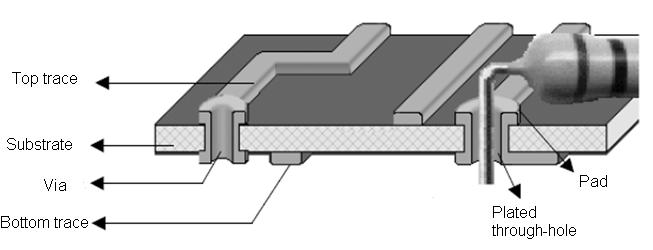 Top trace
Substrate
Via
Bottom trace
Pad
Plated
through-hole